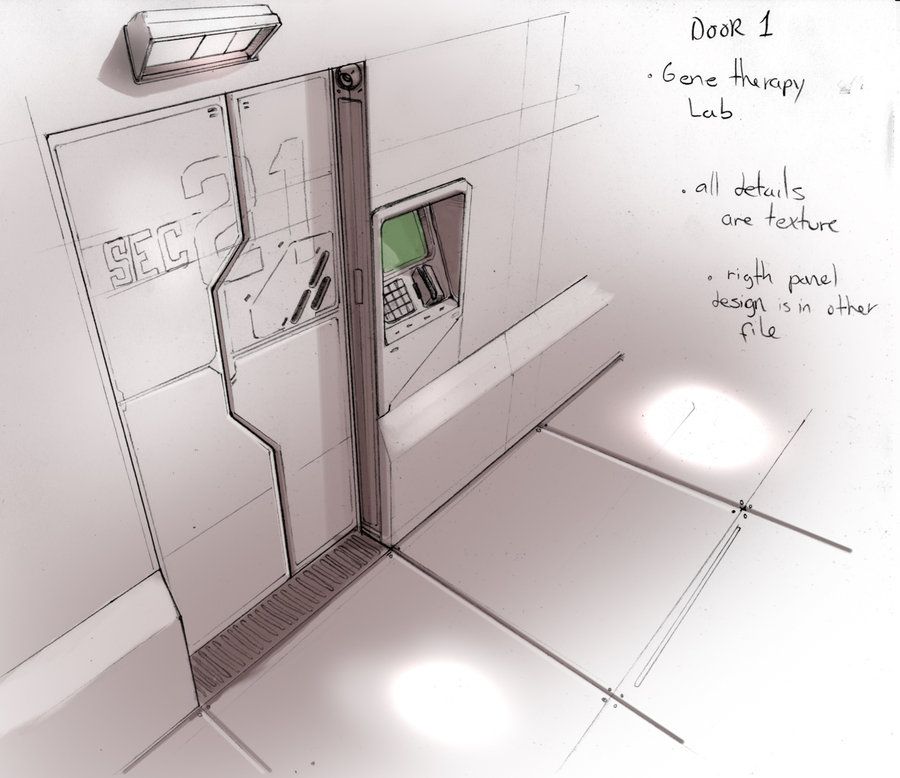 DOOR 1
• Gene therapy
Lab.
• all details
are texture
• rigth panel
design is in other
file
SEC 21